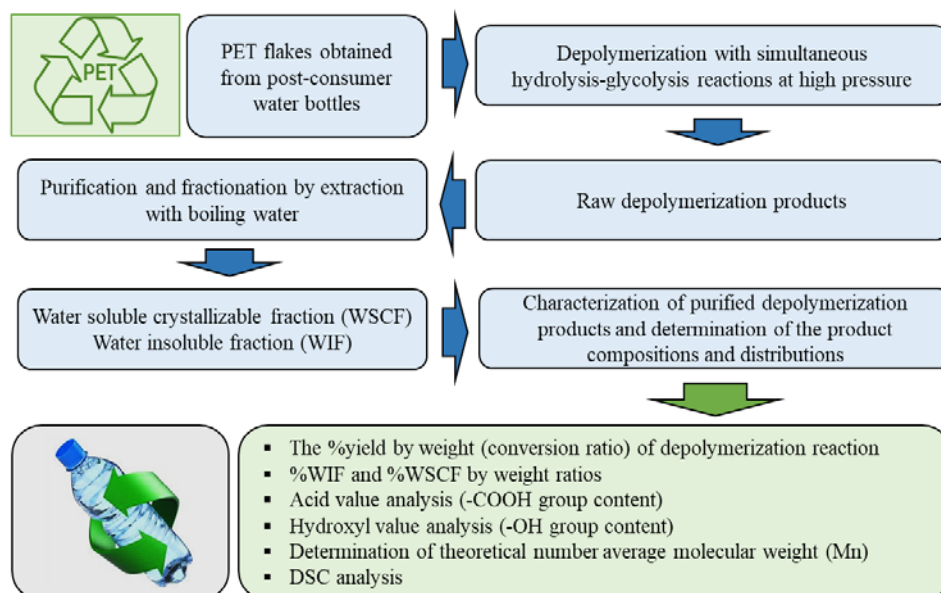 PET
PET flakes obtained
from post-consumer
water bottles
Depolymerization with simultaneous
hydrolysis-glycolysis reactions at high pressure
Purification and fractionation by extraction
with boiling water
Raw depolymerization products
Water soluble crystallizable fraction (WSCF)
Water insoluble fraction (WIF)
Characterization of purified depolymerization
products and determination of the product
compositions and distributions
▪ The %yield by weight (conversion ratio) of depolymerization reaction
▪ %WIF and %WSCF by weight ratios
▪ Acid value analysis (-COOH group content)
▪ Hydroxyl value analysis (-OH group content)
▪ Determination of theoretical number average molecular weight (Mn)
▪ DSC analysis